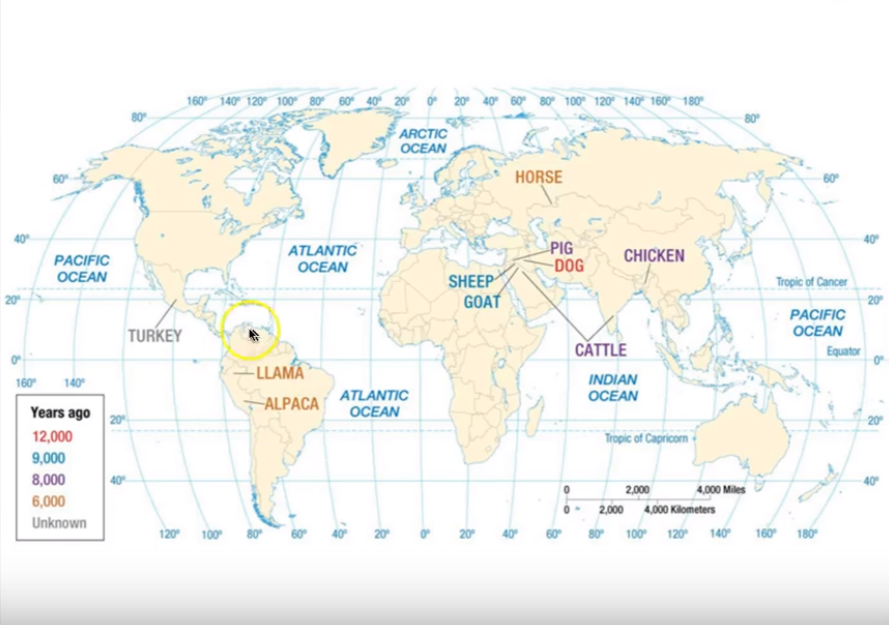 160° 140° 120° 100° 80° 60° 40° 20° 0° 20° 40° 60° 80° 100° 120° 140° 160° 180°
80° 80°
ARCTIC
OCEAN
60° 60°
HORSE
40° 40°
PIG
DOG
CHICKEN
PACIFIC
OCEAN
ATLANTIC
OCEAN
SHEEP
GOAT
Tropic of Cancer
20° 20°
TURKEY
CATTLE
PACIFIC
OCEAN
Equator
0° 0°
160° 140°
LLAMA
ALPACA
ATLANTIC
OCEAN
INDIAN
OCEAN
Years ago
12,000
9,000
8,000
6,000
Unknown
20° 20°
Tropic of Capricorn
40° 40°
0 2,000 4,000 Miles
0 2,000 4,000 Kilometers
120° 100° 80° 60° 40° 20° 0° 20° 40° 60° 80° 100° 120° 140° 160° 180°